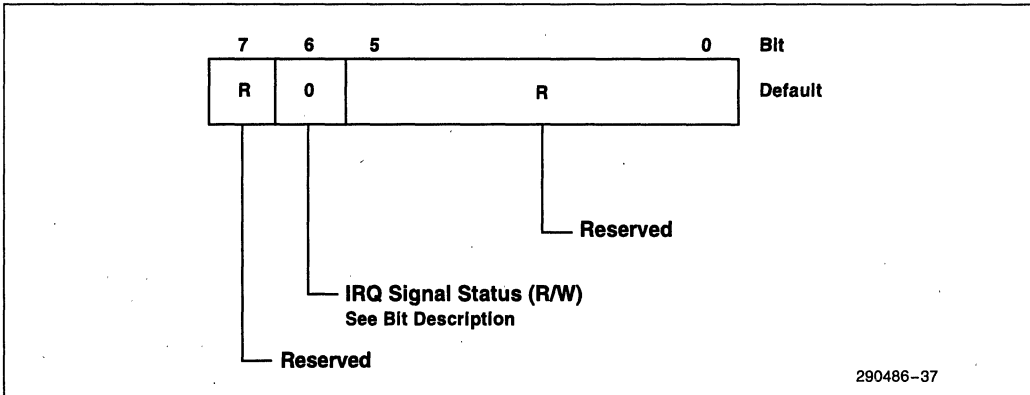 7 6 5 0 Bit
R 0 R Default
Reserved
IRQ Signal Status (R/W)
See Bit Description
Reserved
290486–37